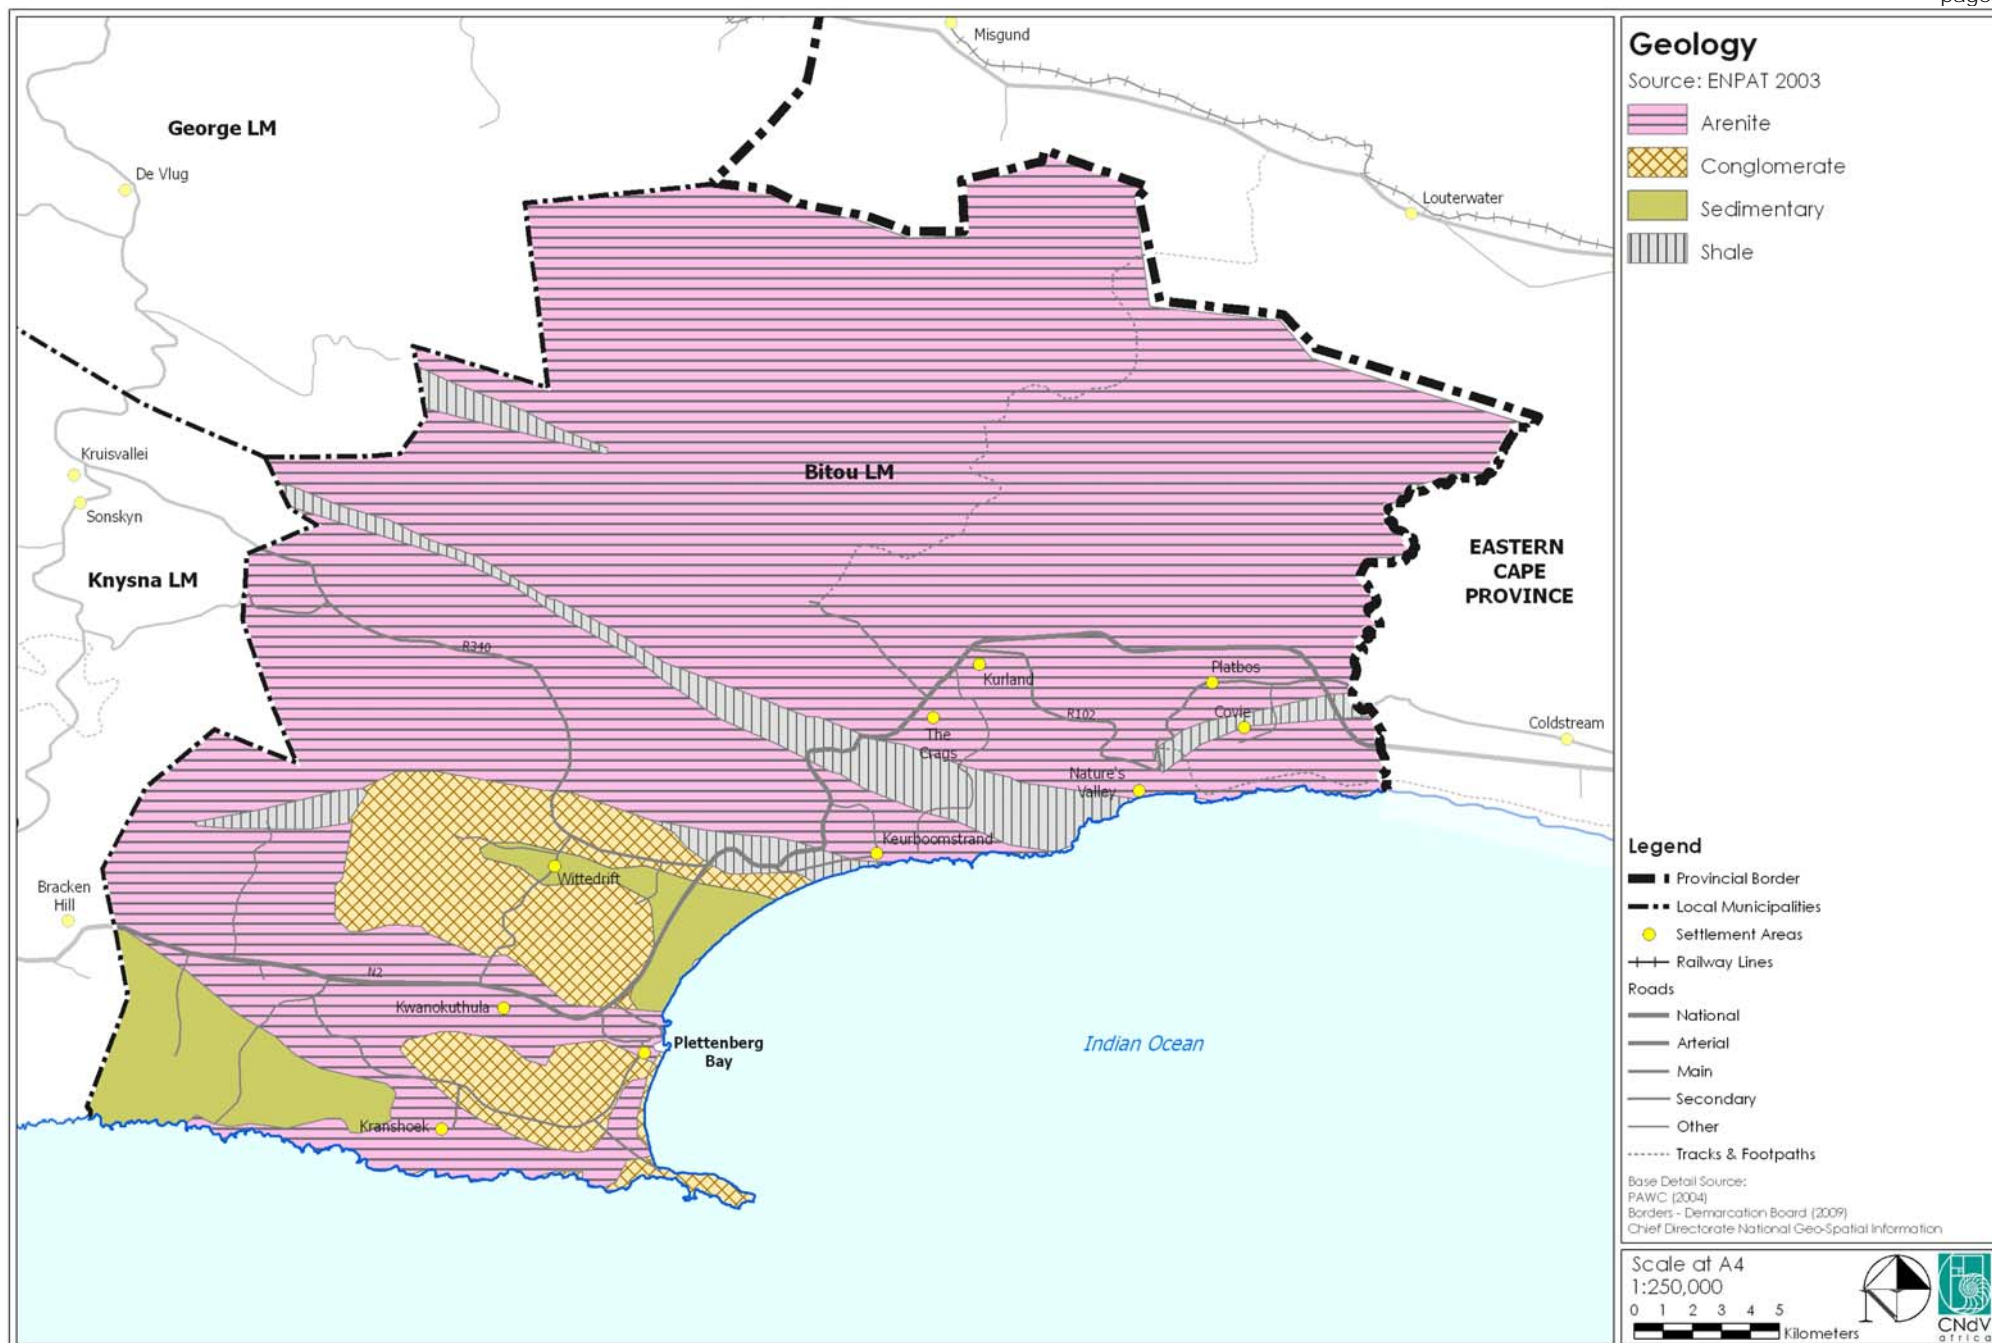 page
Misgund
George LM
De Vlug
Louterwater
Kruisvallei
Sonskyn
Bitou LM
Knysna LM
EASTERN
CAPE
PROVINCE
R340
Kurland
Platbos
R102
Covie
The
Crags
Coldstream
Nature's
Valley
Keurboomstrand
Wittedrift
Bracken
Hill
N2
Kwanokuthula
Plettenberg
Bay
Indian Ocean
Kranshoek
Geology
Source: ENPAT 2003
Arenite
Conglomerate
Sedimentary
Shale
Legend
Provincial Border
Local Municipalities
Settlement Areas
Railway Lines
Roads
National
Arterial
Main
Secondary
Other
Tracks & Footpaths
Base Detail Source:
PAWC (2004)
Borders - Demarcation Board (2009)
Chief Directorate National Geo-Spatial Information
Scale at A4
1:250,000
0 1 2 3 4 5
Kilometers
N
CNdV
africa